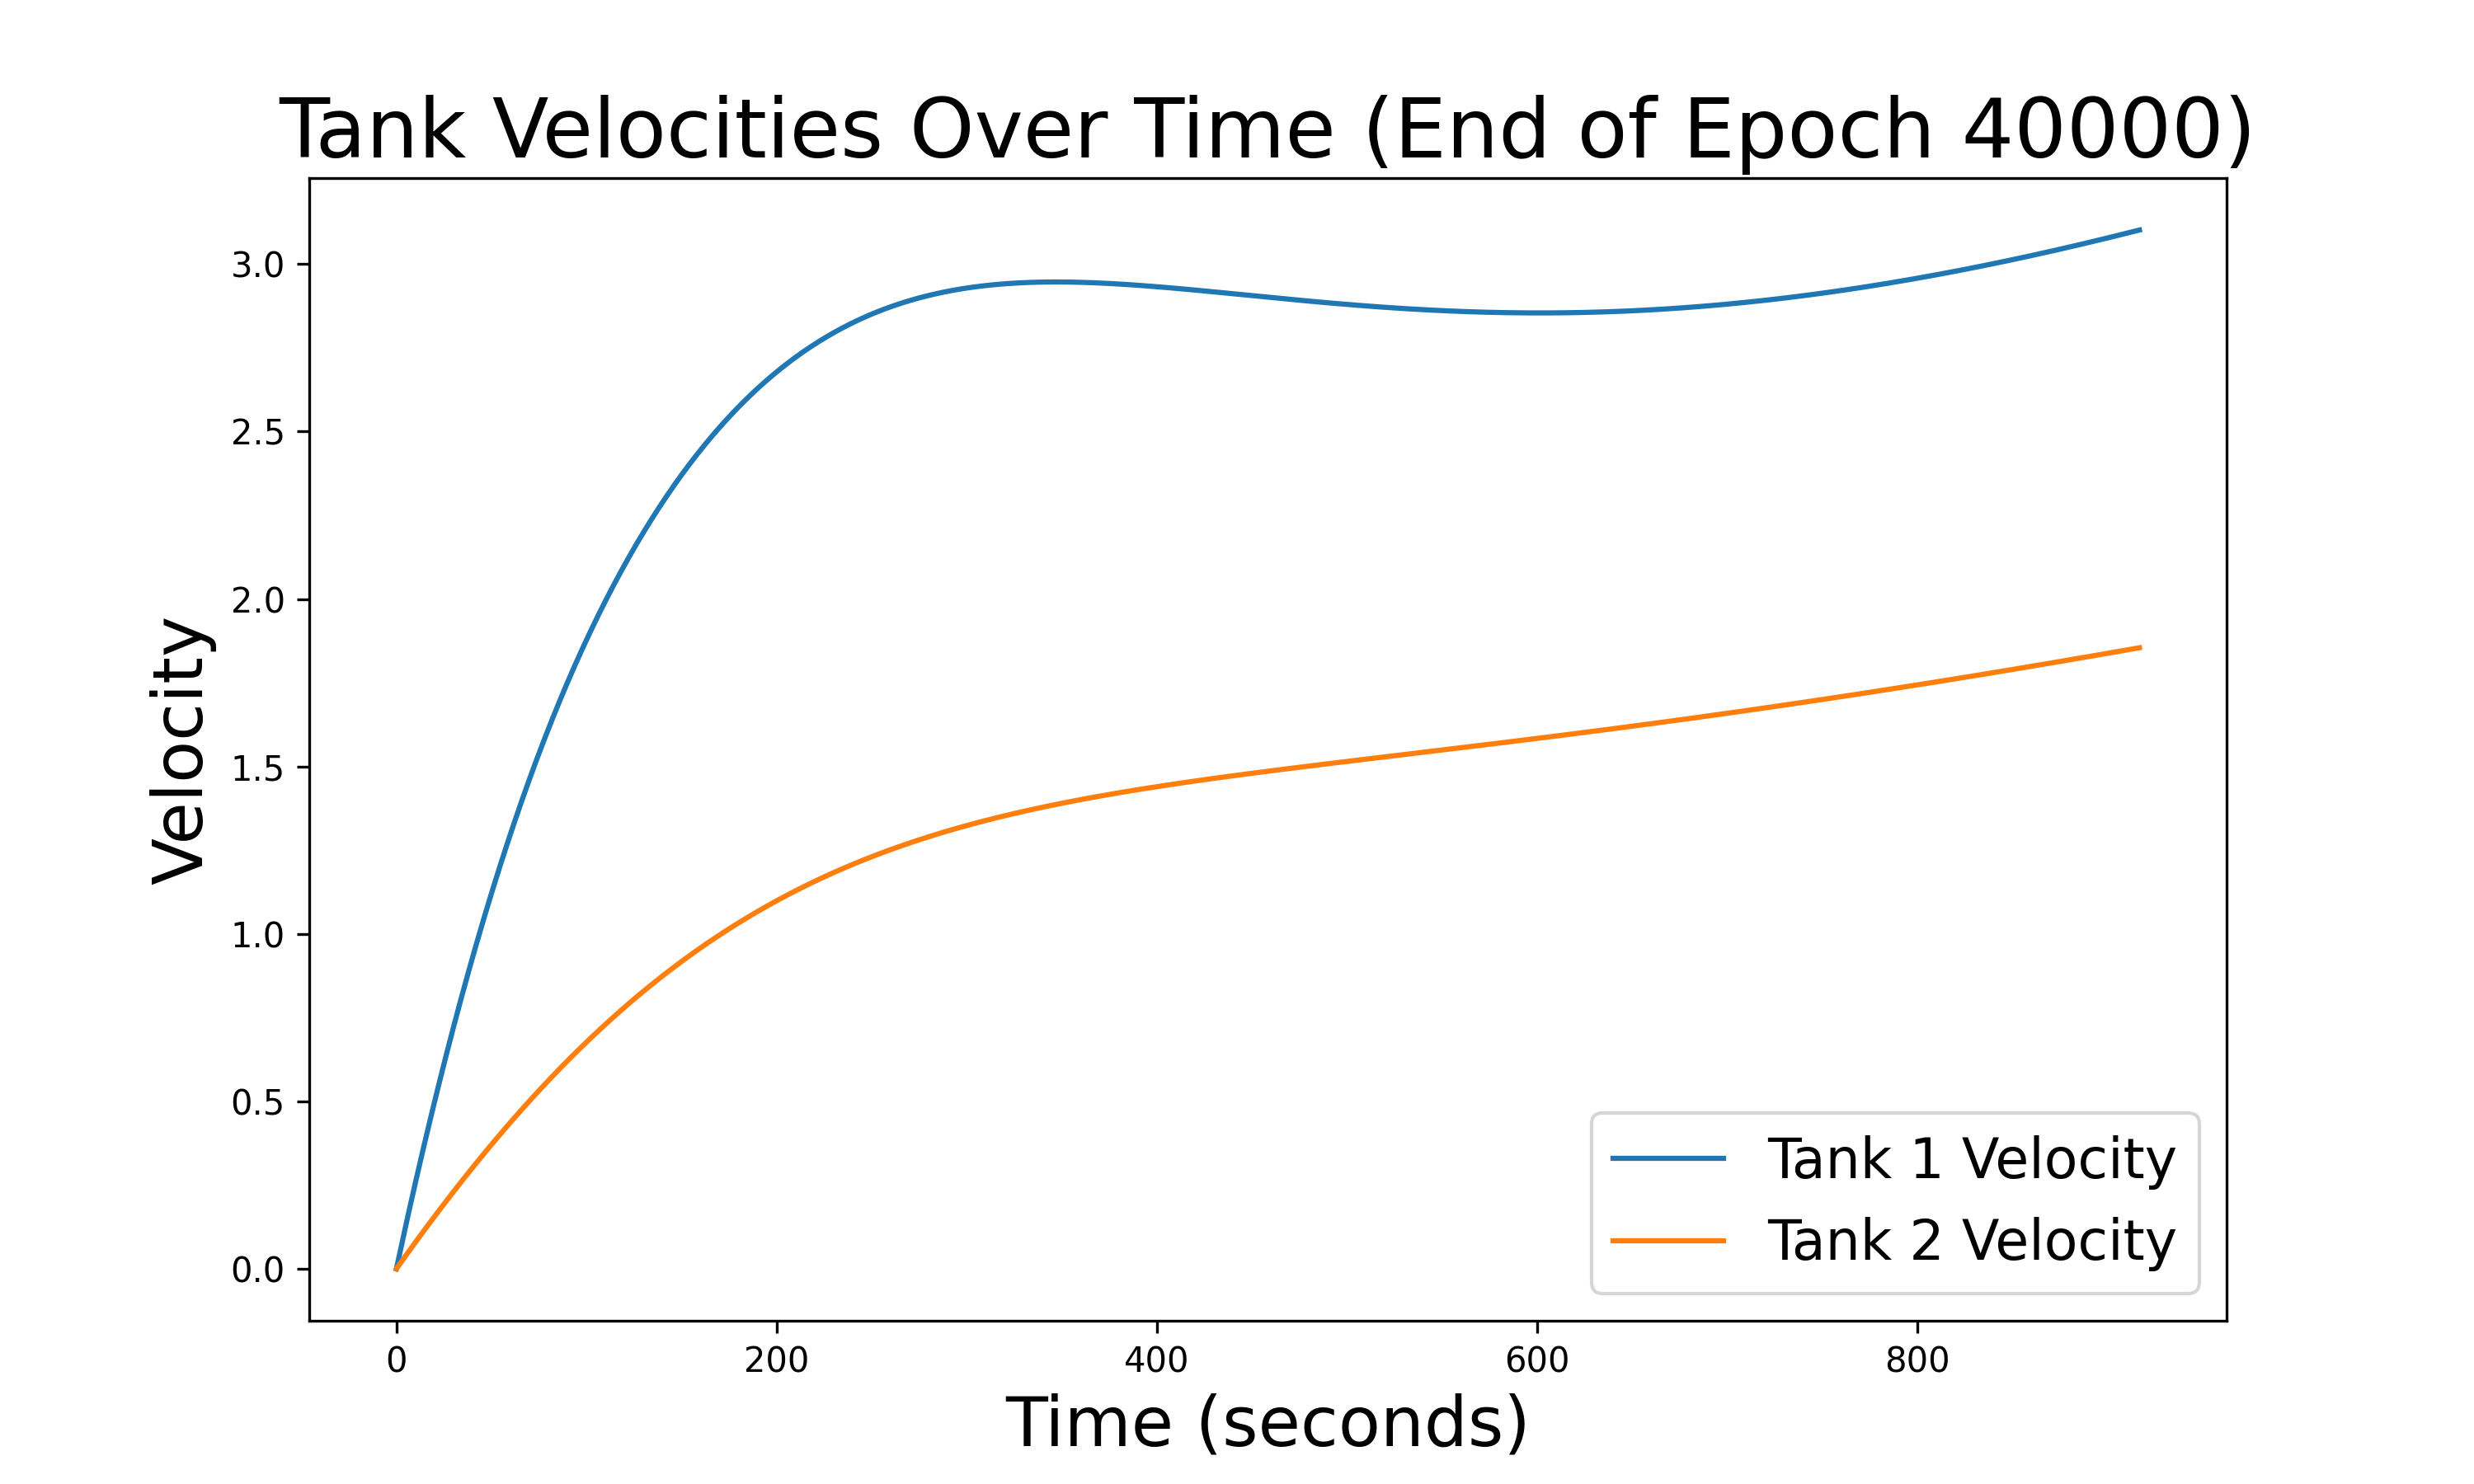 Tank Velocities Over Time (End of Epoch 40000)
Velocity
3.0
2.5
2.0
1.5
1.0
0.5
0.0
Tank 1 Velocity
Tank 2 Velocity
0 200 400 600 800
Time (seconds)